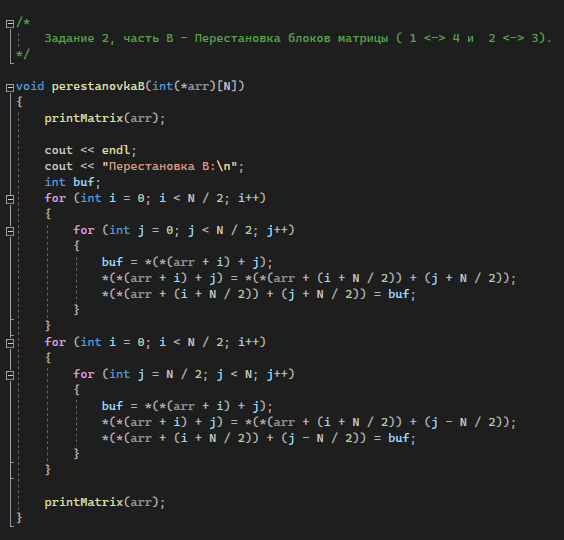 /*
    Задание 2, часть В - Перестановка блоков матрицы ( 1 <-> 4 и  2 <-> 3).
*/
void perestanovkaB(int(*arr)[N])
{
    printMatrix(arr);
    cout << endl;
    cout << "Перестановка В:\n";
    int buf;
    for (int i = 0; i < N / 2; i++)
    {
        for (int j = 0; j < N / 2; j++)
        {
            buf = *(*(arr + i) + j);
            *(*(arr + i) + j) = *(*(arr + (i + N / 2)) + (j + N / 2));
            *(*(arr + (i + N / 2)) + (j + N / 2)) = buf;
        }
    }
    for (int i = 0; i < N / 2; i++)
    {
        for (int j = N / 2; j < N; j++)
        {
            buf = *(*(arr + i) + j);
            *(*(arr + i) + j) = *(*(arr + (i + N / 2)) + (j - N / 2));
            *(*(arr + (i + N / 2)) + (j - N / 2)) = buf;
        }
    }
    printMatrix(arr);
}